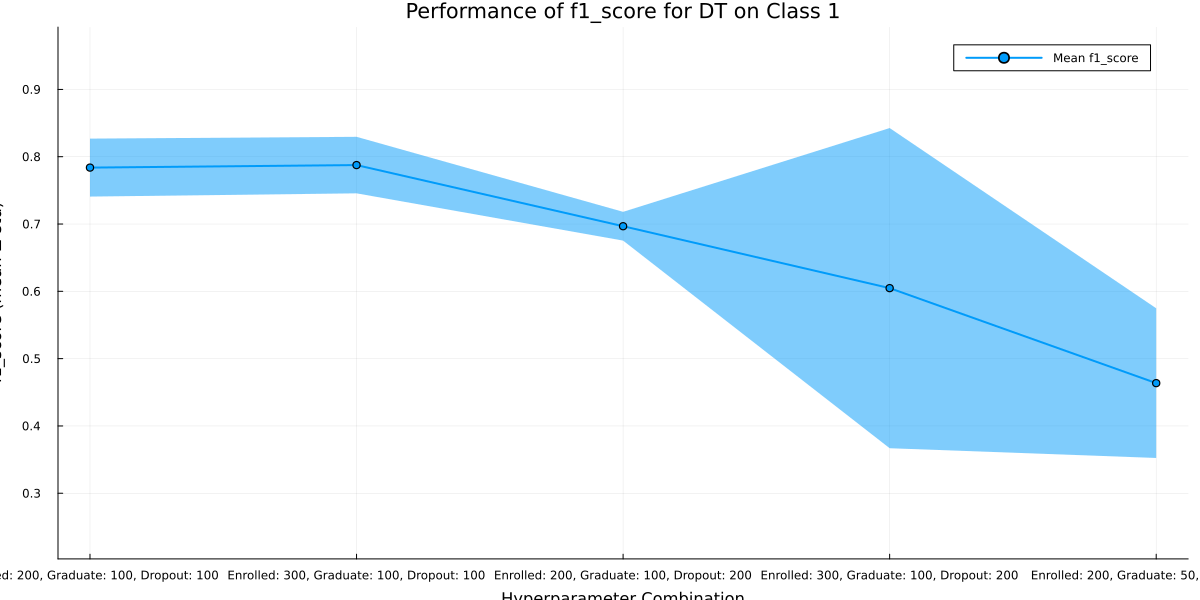 Performance of f1_score for DT on Class 1
Mean f1_score
0.9
0.8
0.7
0.6
0.5
0.4
0.3
200, Graduate: 100, Dropout: 100
Enrolled: 300, Graduate: 100, Dropout: 100
Enrolled: 200, Graduate: 100, Dropout: 200
Enrolled: 300, Graduate: 100, Dropout: 200
Enrolled: 200, Graduate: 50,
Hyperparameter Combination